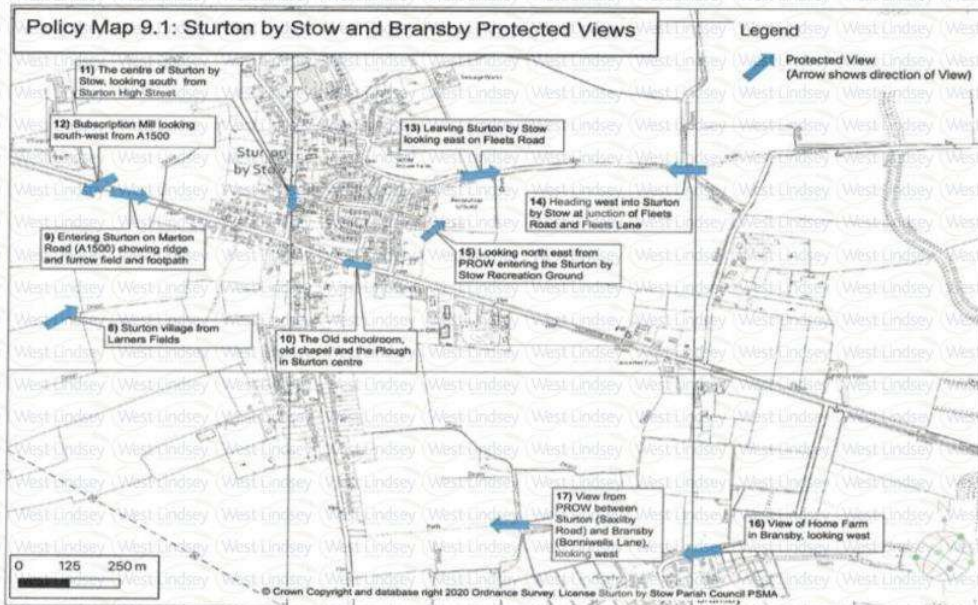 Policy Map 9.1: Sturton by Stow and Bransby Protected Views
Legend
Protected View
(Arrow shows direction of View)
11) The centre of Sturton by
Stow, looking south from
Sturton High Street
12) Subscription Mill looking
south-west from A1500
13) Leaving Sturton by Stow
looking east on Fleets Road
Sturton
by Stow
14) Heading west into Sturton
by Stow at junction of Fleets
Road and Fleets Lane
9) Entering Sturton on Marton
Road (A1500) showing ridge
and furrow field and footpath
15) Looking north east from
PROW entering the Sturton by
Stow Recreation Ground
8) Sturton village from
Larners Fields
10) The Old schoolroom,
old chapel and the Plough
in Sturton centre
17) View from
PROW between
Sturton (Saxilby
Road) and Bransby
(Bonniwells Lane),
looking west
16) View of Home Farm
in Bransby, looking west
Path
0 125 250 m
© Crown Copyright and database right 2020 Ordnance Survey. License Sturton by Stow Parish Council PSMA
West Lindsey